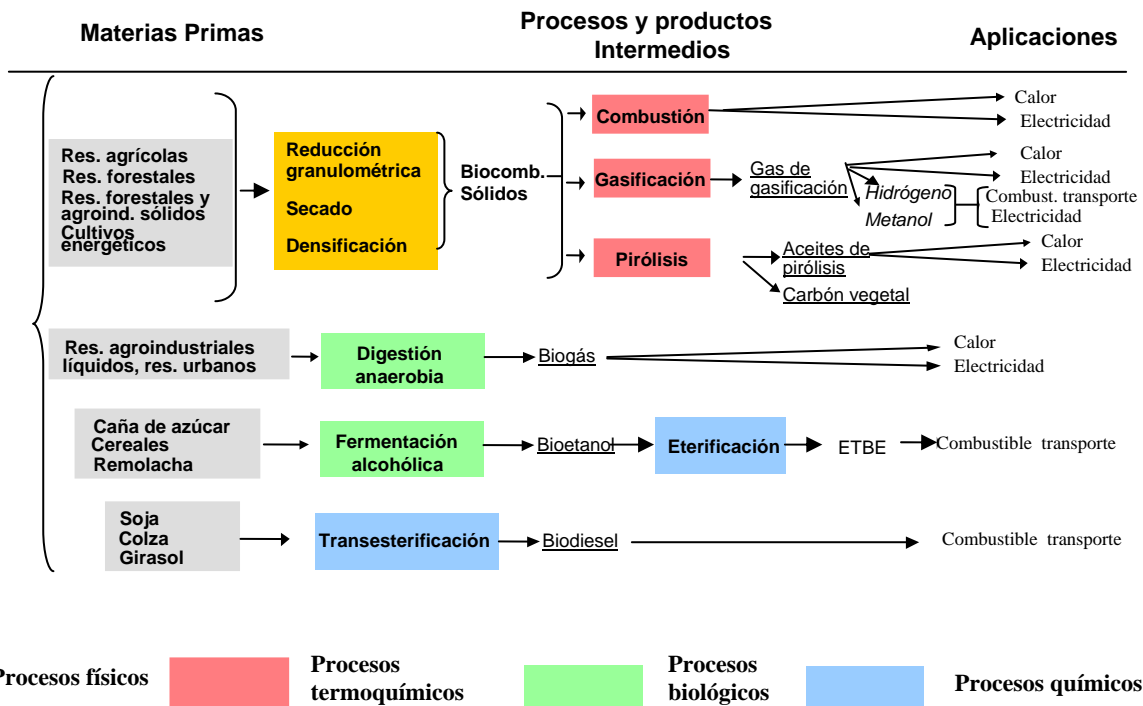 Materias Primas
Procesos y productos
Intermedios
Aplicaciones
Res. agrícolas
Res. forestales
Res. forestales y
agroind. sólidos
Cultivos
energéticos
Reducción
granulométrica
Secado
Densificación
Biocomb.
Sólidos
Combustión
Calor
Electricidad
Gasificación
Gas de
gasificación
Calor
Electricidad
Hidrógeno
Metanol
Combust. transporte
Electricidad
Pirólisis
Aceites de
pirólisis
Carbón vegetal
Calor
Electricidad
Res. agroindustriales
líquidos, res. urbanos
Digestión
anaerobia
Biogás
Calor
Electricidad
Caña de azúcar
Cereales
Remolacha
Fermentación
alcohólica
Bioetanol
Eterificación
ETBE
Combustible transporte
Soja
Colza
Girasol
Transesterificación
Biodiesel
Combustible transporte
Procesos físicos
Procesos
termoquímicos
Procesos
biológicos
Procesos químicos